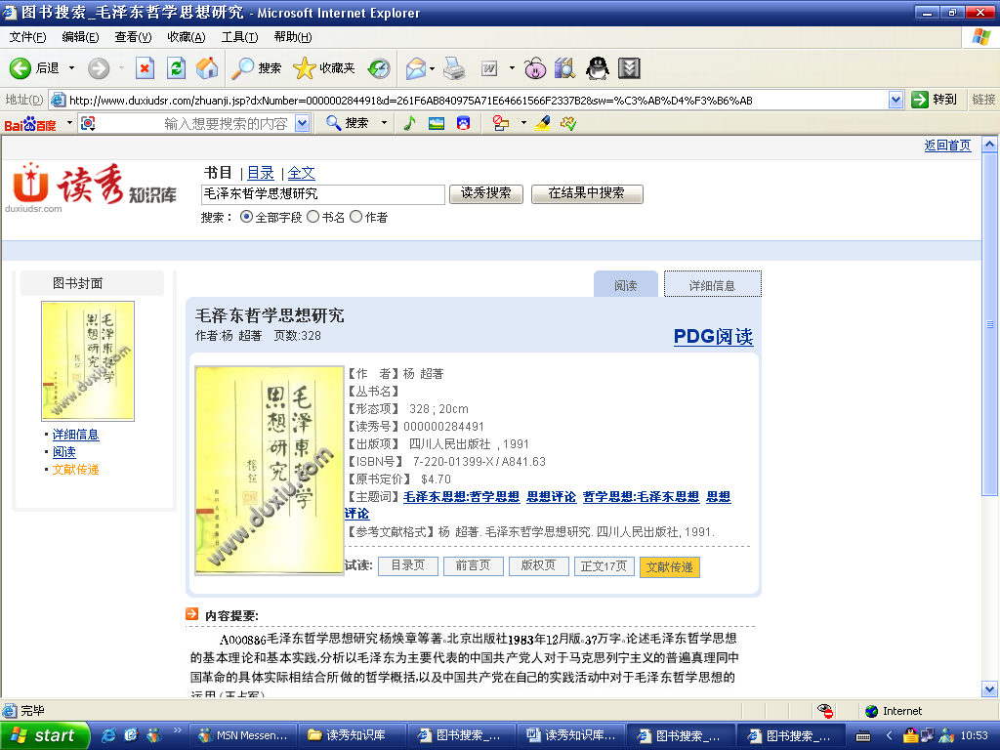 图书搜索_毛泽东哲学思想研究 - Microsoft Internet Explorer
文件(F) 编辑(E) 查看(V) 收藏(A) 工具(T) 帮助(H)
后退 搜索 收藏夹
地址(D) http://www.duxiudsr.com/zhuanji.jsp?dxNumber=000000284491&d=261F6AB840975A71E64661566F2337B2&sw=%C3%AB%D4%F3%B6%AB 转到 链接
Bai百度 输入想要搜索的内容 搜索
返回首页
读秀知识库
duxiudsr.com
书目 | 目录 | 全文
毛泽东哲学思想研究 读秀搜索 在结果中搜索
搜索： 全部字段 书名 作者
图书封面
毛澤東哲学
思想研究
www.duxiu.com
· 详细信息
· 阅读
· 文献传递
阅读 详细信息
毛泽东哲学思想研究
作者:杨 超著 页数:328
PDG阅读
毛澤東哲学
思想研究
www.duxiu.com
【作 者】杨 超著
【丛书名】
【形态项】 328 ; 20cm
【读秀号】000000284491
【出版项】 四川人民出版社 , 1991
【ISBN号】 7-220-01399-X / A841.63
【原书定价】 $4.70
【主题词】毛泽东思想:哲学思想 思想评论 哲学思想:毛泽东思想 思想
评论
【参考文献格式】杨 超著. 毛泽东哲学思想研究. 四川人民出版社, 1991.
试读: 目录页 前言页 版权页 正文17页 文献传递
内容提要:
A000886毛泽东哲学思想研究杨焕章等著。北京出版社1983年12月版。37万字。论述毛泽东哲学思想
的基本理论和基本实践,分析以毛泽东为主要代表的中国共产党人对于马克思列宁主义的普遍真理同中
国革命的具体实际相结合所做的哲学概括,以及中国共产党在自己的实践活动中对于毛泽东哲学思想的
完毕 Internet
start MSN Messen... 读秀知识库 图书搜索_... 读秀知识库... 图书搜索_... 图书搜索_... 10:53